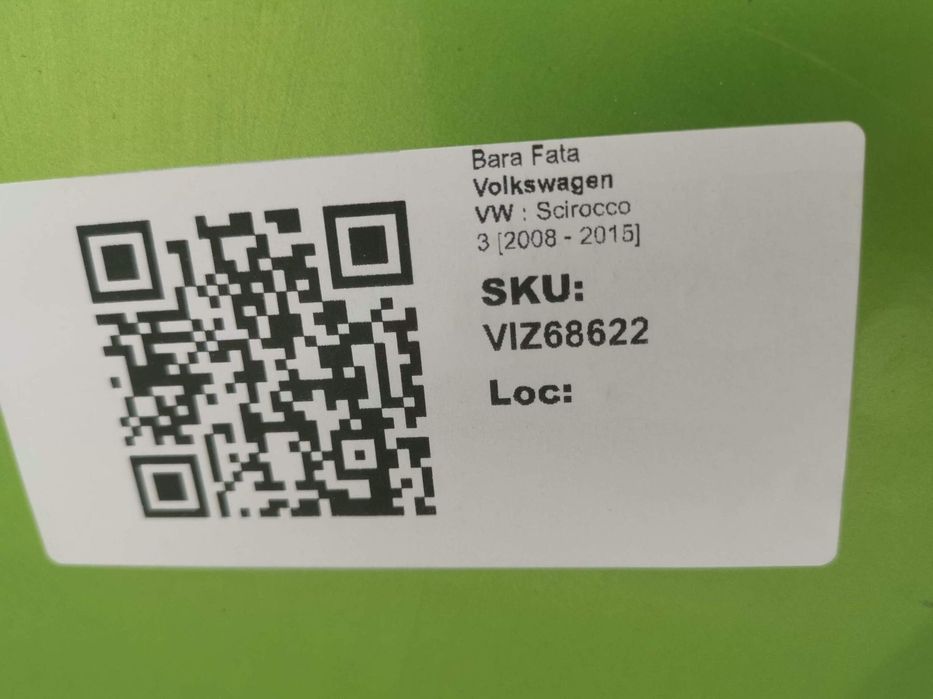 Bara Fata
Volkswagen
VW : Scirocco
3 [2008 - 2015]
SKU:
VIZ68622
Loc: